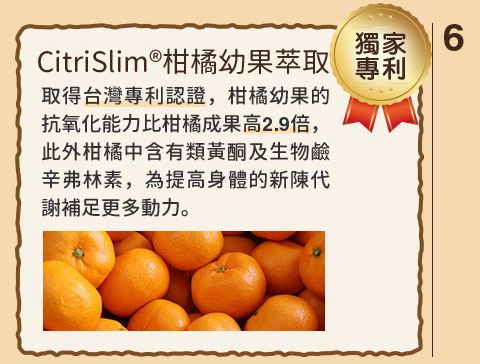 CitriSlim®柑橘幼果萃取
獨家
專利
6
取得台灣專利認證，柑橘幼果的
抗氧化能力比柑橘成果高2.9倍，
此外柑橘中含有類黃酮及生物鹼
辛弗林素，為提高身體的新陳代
謝補足更多動力。